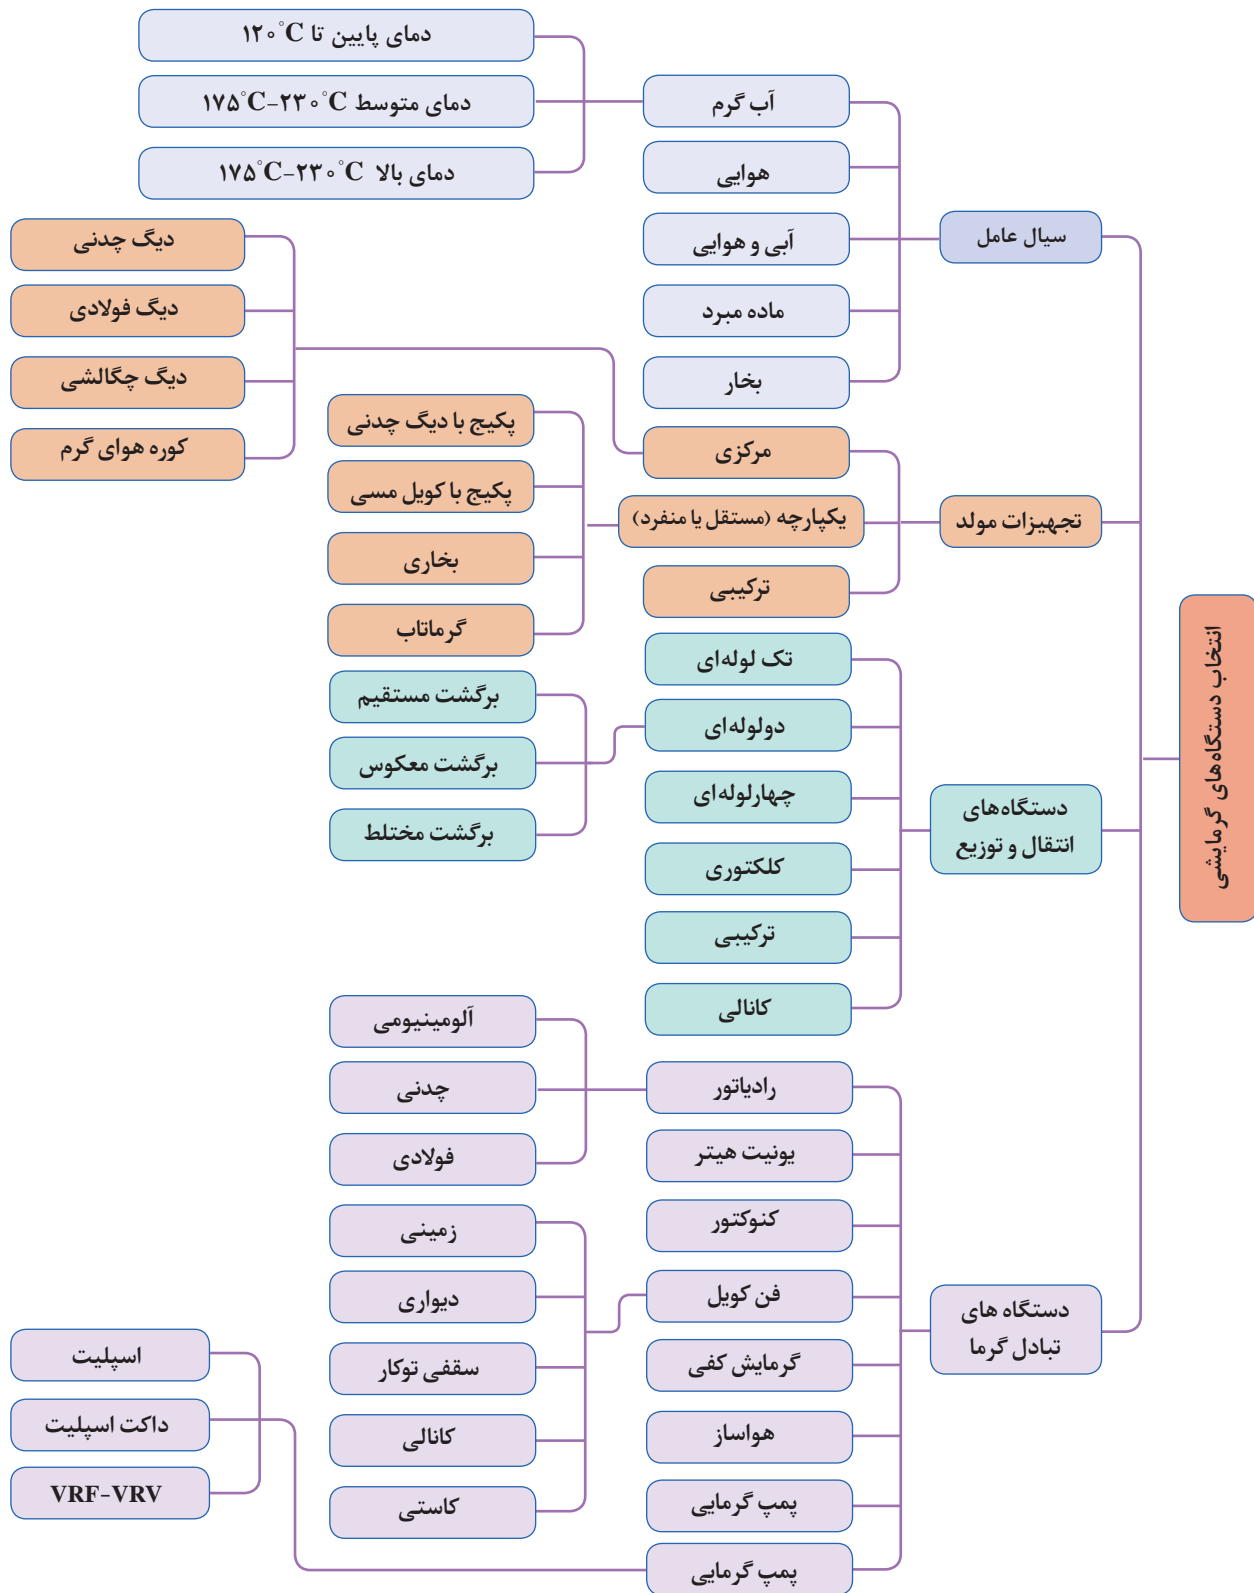 انتخاب دستگاه‌های گرمایشی
سیال عامل
آب گرم
دمای پایین تا ۱۲۰°C
دمای متوسط ۱۷۵°C-۲۳۰°C
دمای بالا ۱۷۵°C-۲۳۰°C
هوایی
آبی و هوایی
ماده مبرد
بخار
تجهیزات مولد
مرکزی
دیگ چدنی
دیگ فولادی
دیگ چگالشی
کوره هوای گرم
یکپارچه (مستقل یا منفرد)
پکیج با دیگ چدنی
پکیج با کویل مسی
بخاری
گرماتاب
ترکیبی
دستگاه‌های
انتقال و توزیع
تک لوله‌ای
دولوله‌ای
برگشت مستقیم
برگشت معکوس
برگشت مختلط
چهارلوله‌ای
کلکتوری
ترکیبی
کانالی
دستگاه های
تبادل گرما
رادیاتور
آلومینیومی
چدنی
فولادی
یونیت هیتر
کنوکتور
فن کویل
زمینی
دیواری
سقفی توکار
کانالی
کاستی
گرمایش کفی
هواساز
پمپ گرمایی
پمپ گرمایی
اسپلیت
داکت اسپلیت
VRF-VRV